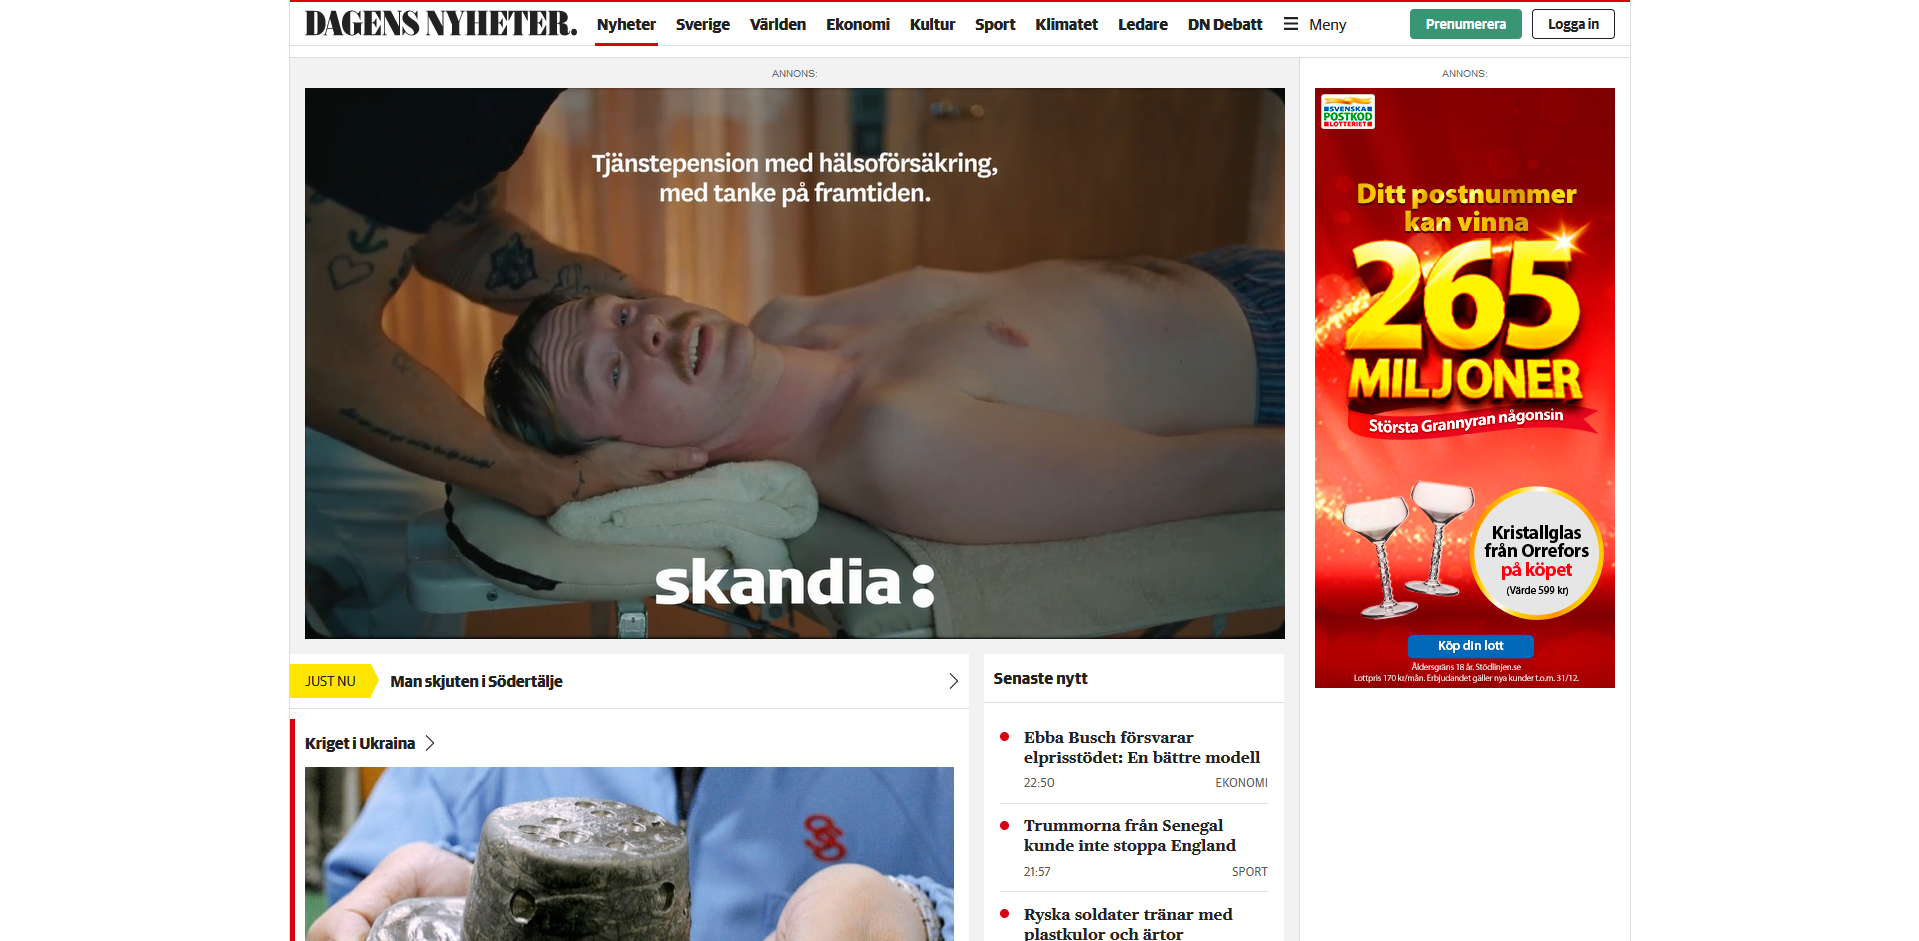 DAGENS NYHETER.
Nyheter Sverige Världen Ekonomi Kultur Sport Klimatet Ledare DN Debatt Meny
Prenumerera Logga in
ANNONS:
Tjänstepension med hälsoförsäkring,
med tanke på framtiden.
skandia:
ANNONS:
SVENSKA
POSTKOD
LOTTERIET
Ditt postnummer
kan vinna
265
MILJONER
Största Grannyran någonsin
Kristallglas
från Orrefors
på köpet
(Värde 599 kr)
Köp din lott
Åldersgräns 18 år. Stödlinjen.se
Lottpris 170 kr/mån. Erbjudandet gäller nya kunder t.o.m. 31/12.
JUST NU Man skjuten i Södertälje
Kriget i Ukraina
Senaste nytt
Ebba Busch försvarar
elprisstödet: En bättre modell
22:50 EKONOMI
Trummorna från Senegal
kunde inte stoppa England
21:57 SPORT
Ryska soldater tränar med
plastkulor och ärtor